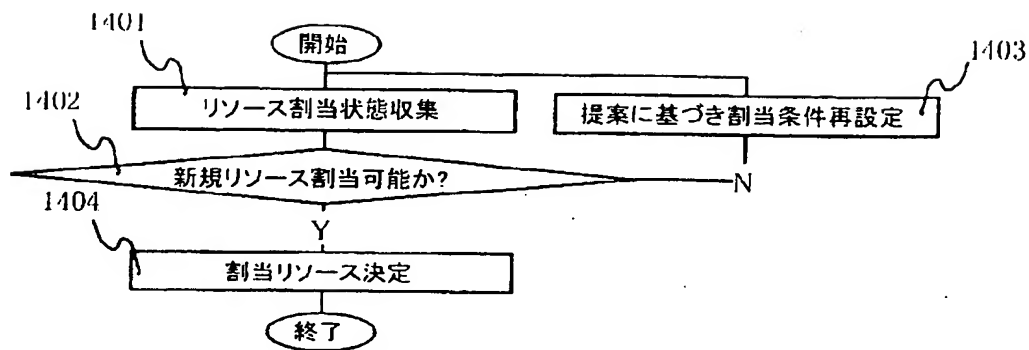 1401
開始
1403
リソース割当状態収集
提案に基づき割当条件再設定
1402
新規リソース割当可能か?
N
1404
Y
割当リソース決定
終了